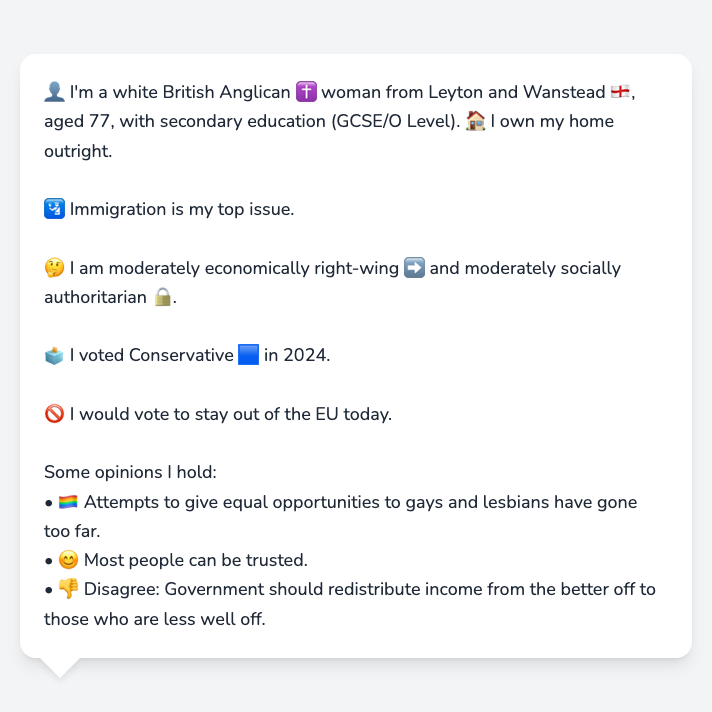 👤 I'm a white British Anglican ✝️ woman from Leyton and Wanstead 🏴󠁧󠁢󠁥󠁮󠁧󠁿,
aged 77, with secondary education (GCSE/O Level). 🏠 I own my home
outright.
🛂 Immigration is my top issue.
🤔 I am moderately economically right-wing ➡️ and moderately socially
authoritarian 🔒.
🗳️ I voted Conservative 🟦 in 2024.
🚫 I would vote to stay out of the EU today.
Some opinions I hold:
• 🏳️‍🌈 Attempts to give equal opportunities to gays and lesbians have gone
too far.
• 😊 Most people can be trusted.
• 👎 Disagree: Government should redistribute income from the better off to
those who are less well off.